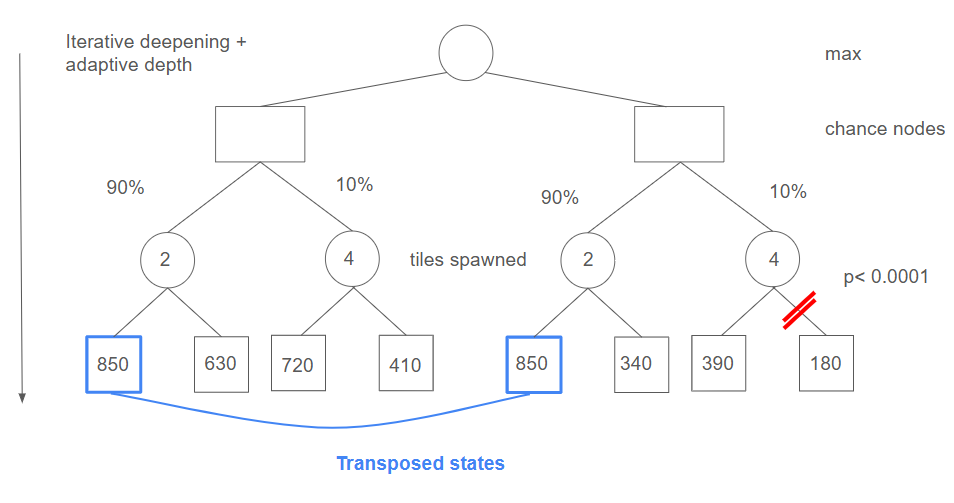 Iterative deepening +
adaptive depth
max
chance nodes
90%
10%
90%
10%
2
4
tiles spawned
2
4
p< 0.0001
850
630
720
410
850
340
390
180
Transposed states